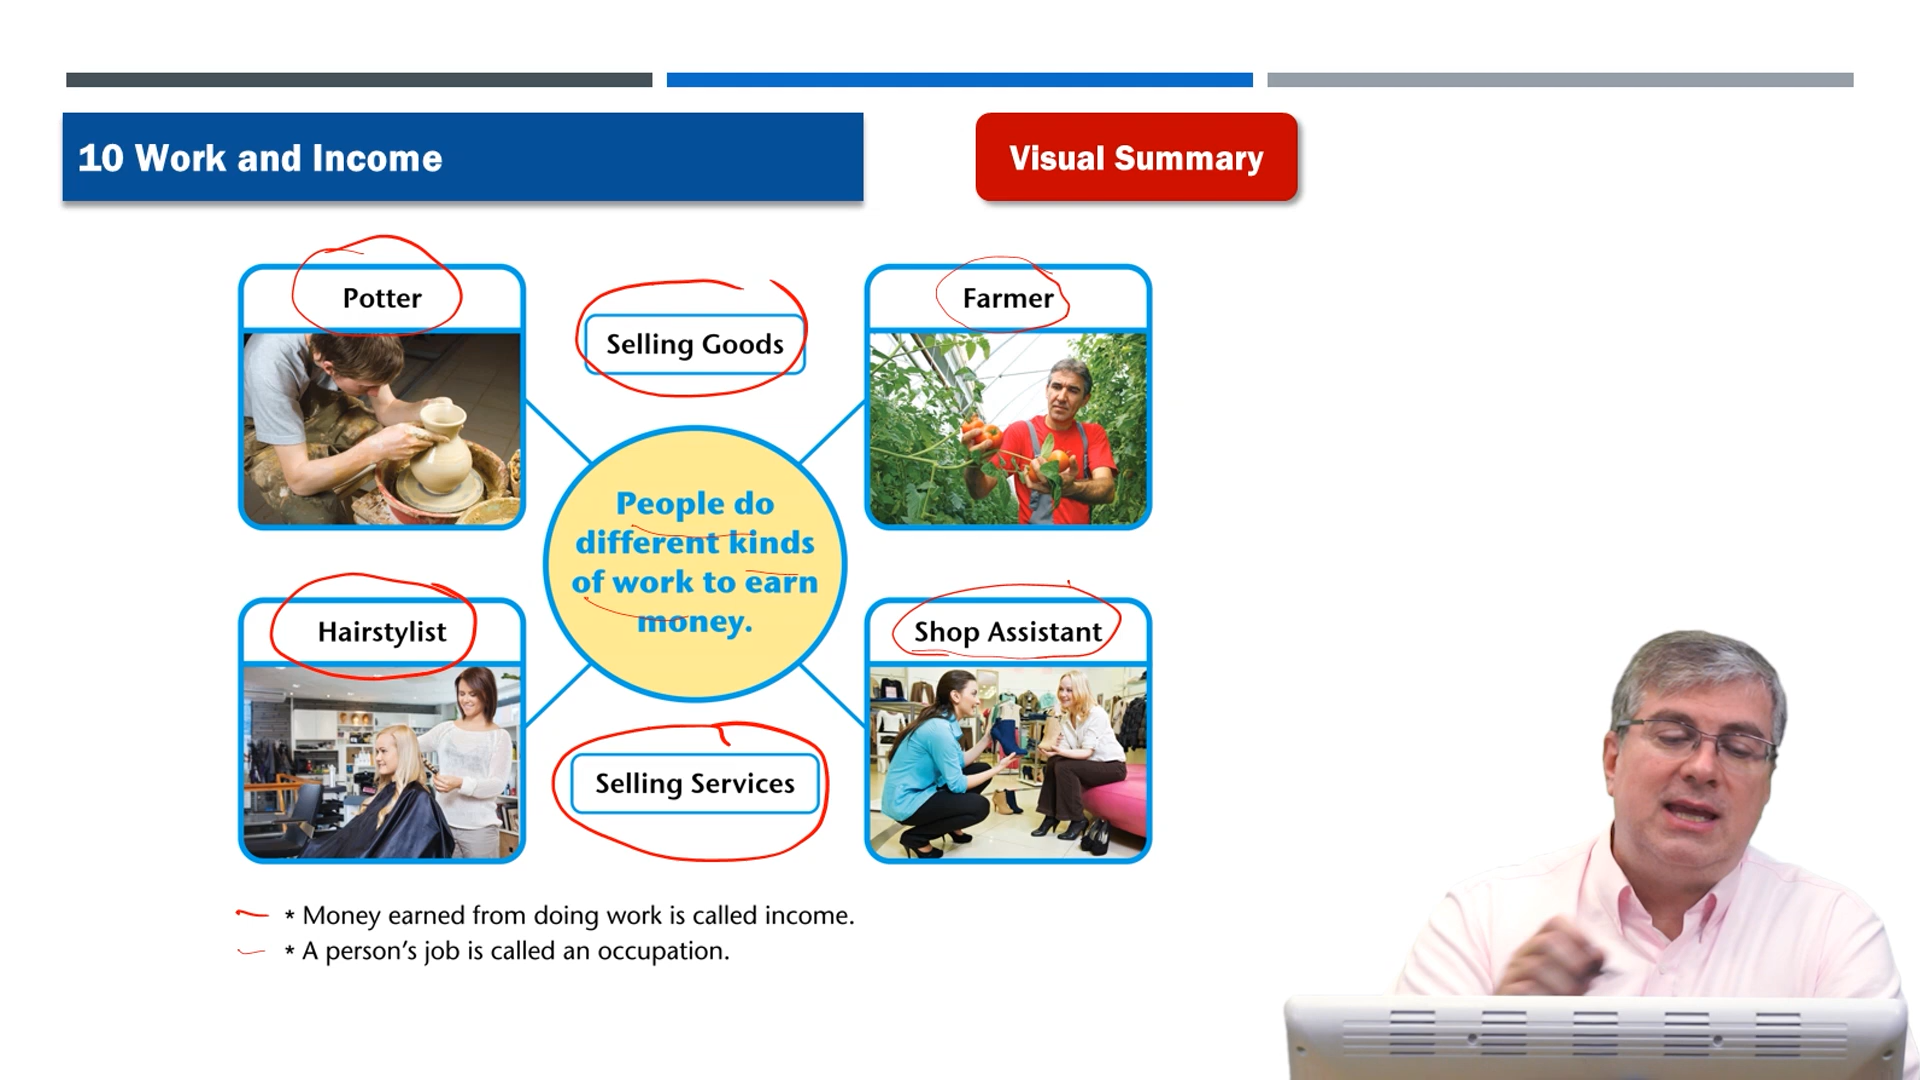 10 Work and Income
Visual Summary
Potter
Selling Goods
Farmer
People do
different kinds
of work to earn
money.
Hairstylist
Shop Assistant
Selling Services
* Money earned from doing work is called income.
* A person's job is called an occupation.